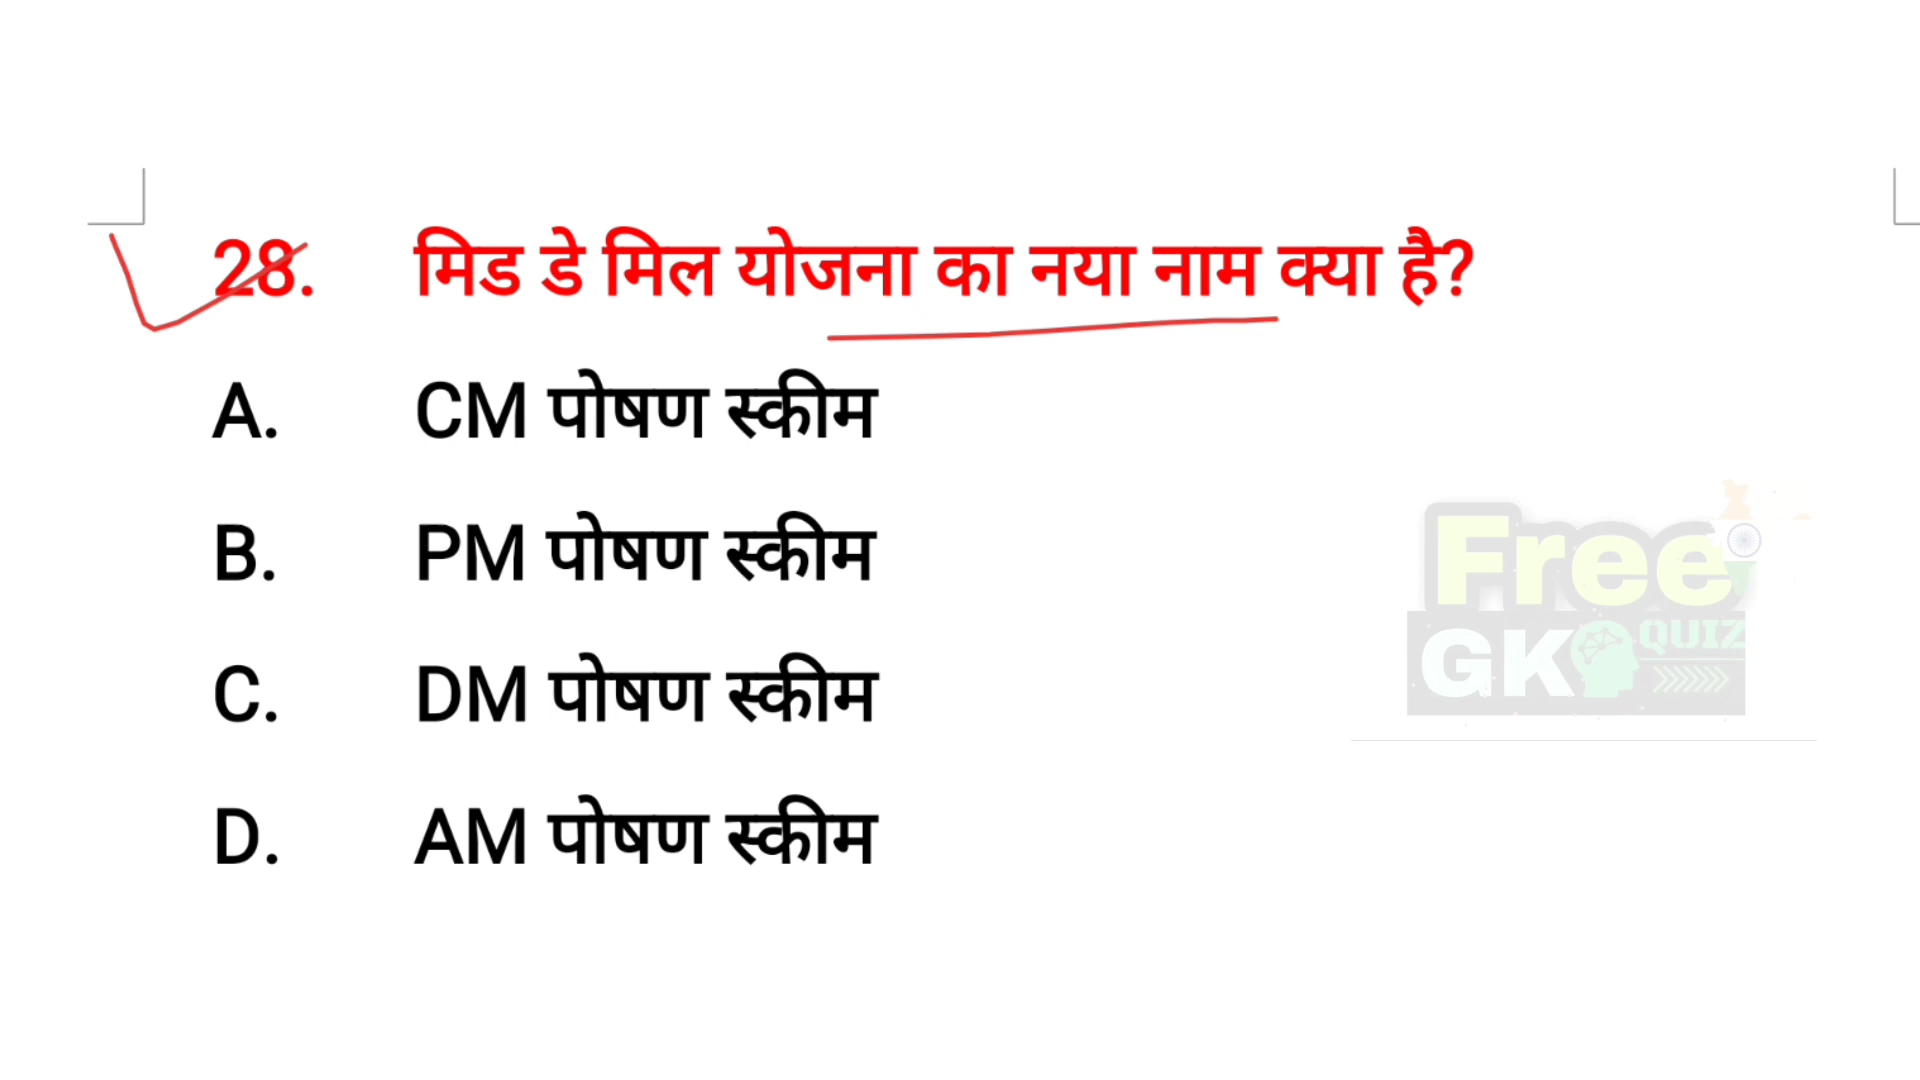 28. मिड डे मिल योजना का नया नाम क्या है?
A. CM पोषण स्कीम
B. PM पोषण स्कीम
C. DM पोषण स्कीम
D. AM पोषण स्कीम
Free
GK QUIZ